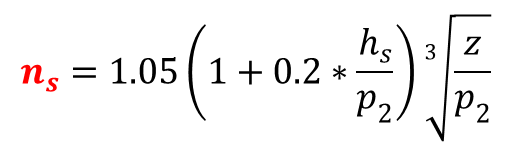 n_s = 1.05 (1 + 0.2 * h_s/p_2) ∛(z/p_2)